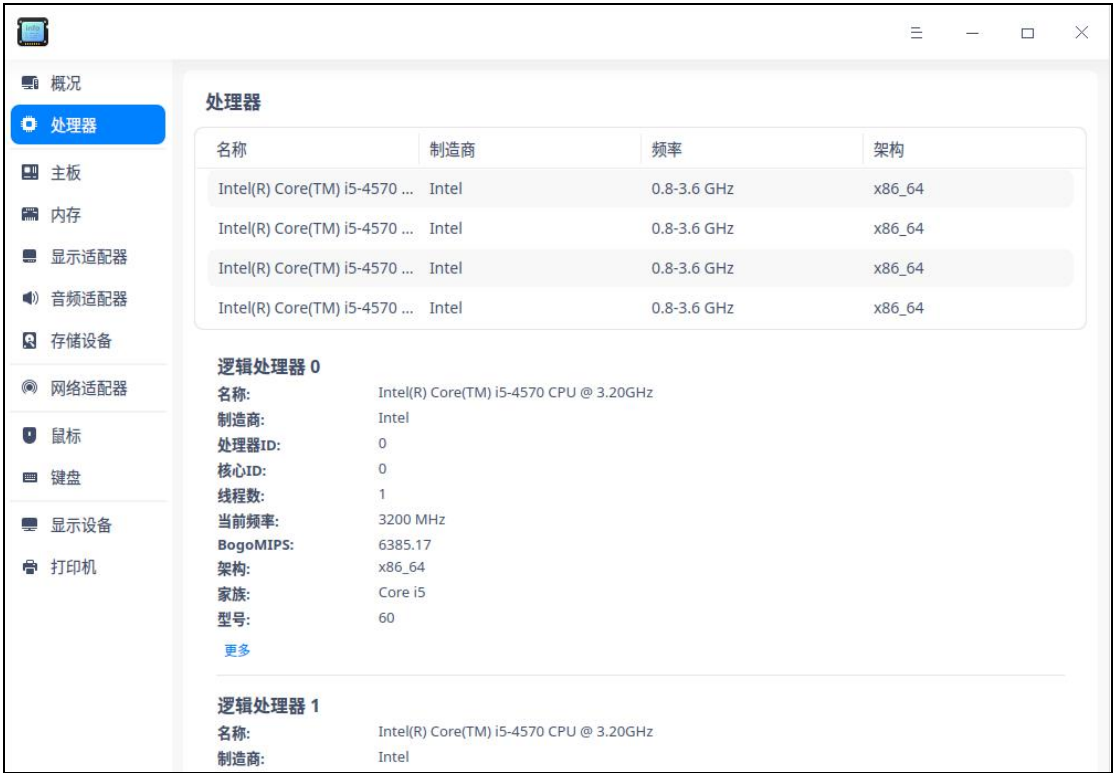 概况
处理器
主板
内存
显示适配器
音频适配器
存储设备
网络适配器
鼠标
键盘
显示设备
打印机
处理器
名称 制造商 频率 架构
Intel(R) Core(TM) i5-4570 ... Intel 0.8-3.6 GHz x86_64
Intel(R) Core(TM) i5-4570 ... Intel 0.8-3.6 GHz x86_64
Intel(R) Core(TM) i5-4570 ... Intel 0.8-3.6 GHz x86_64
Intel(R) Core(TM) i5-4570 ... Intel 0.8-3.6 GHz x86_64
逻辑处理器 0
名称: Intel(R) Core(TM) i5-4570 CPU @ 3.20GHz
制造商: Intel
处理器ID: 0
核心ID: 0
线程数: 1
当前频率: 3200 MHz
BogoMIPS: 6385.17
架构: x86_64
家族: Core i5
型号: 60
更多
逻辑处理器 1
名称: Intel(R) Core(TM) i5-4570 CPU @ 3.20GHz
制造商: Intel